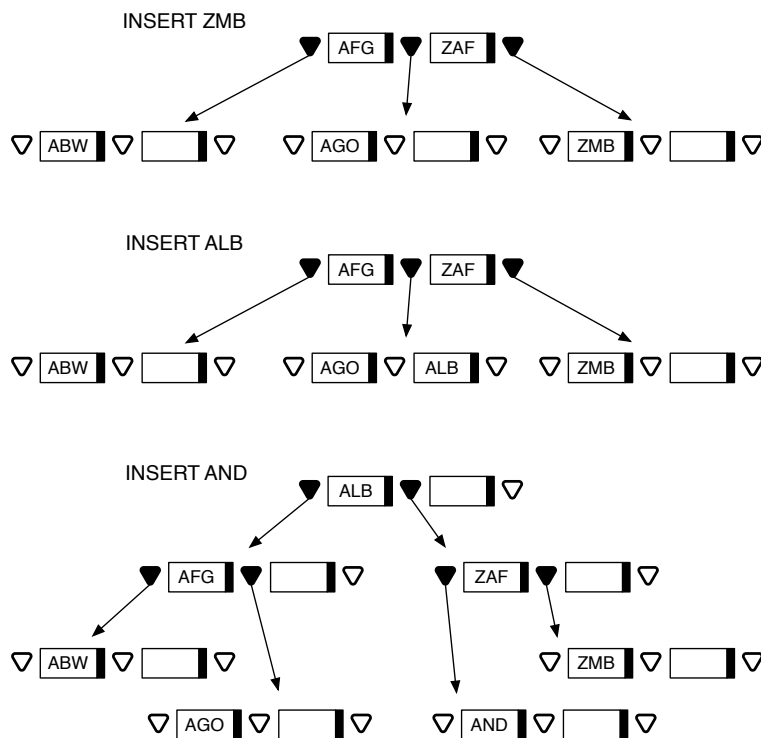 INSERT ZMB
AFG ZAF
ABW AGO ZMB
INSERT ALB
AFG ZAF
ABW AGO ALB ZMB
INSERT AND
ALB
AFG ZAF
ABW ZMB
AGO AND